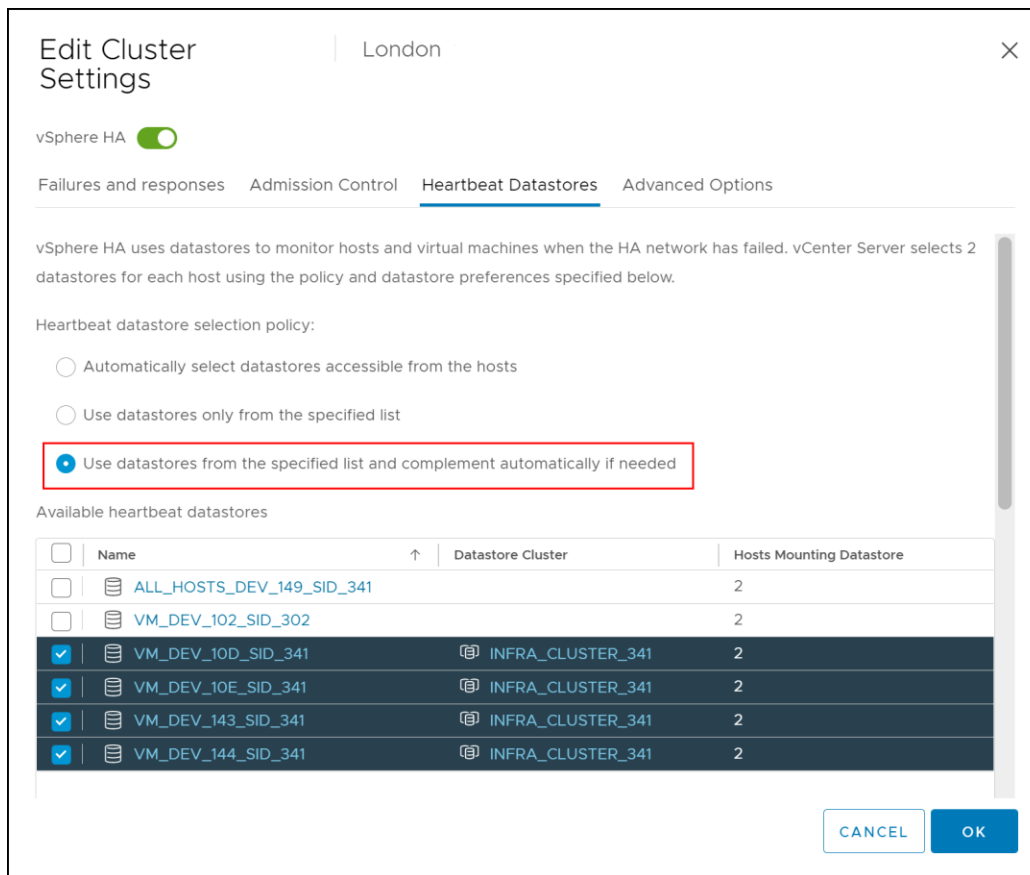 Edit Cluster
Settings
London
vSphere HA
Failures and responses Admission Control Heartbeat Datastores Advanced Options
vSphere HA uses datastores to monitor hosts and virtual machines when the HA network has failed. vCenter Server selects 2
datastores for each host using the policy and datastore preferences specified below.
Heartbeat datastore selection policy:
Automatically select datastores accessible from the hosts
Use datastores only from the specified list
Use datastores from the specified list and complement automatically if needed
Available heartbeat datastores
Name Datastore Cluster Hosts Mounting Datastore
ALL_HOSTS_DEV_149_SID_341 2
VM_DEV_102_SID_302 2
VM_DEV_10D_SID_341 INFRA_CLUSTER_341 2
VM_DEV_10E_SID_341 INFRA_CLUSTER_341 2
VM_DEV_143_SID_341 INFRA_CLUSTER_341 2
VM_DEV_144_SID_341 INFRA_CLUSTER_341 2
CANCEL OK